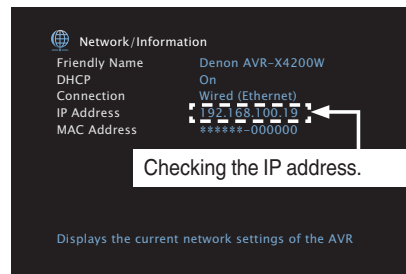 Network/Information
Friendly Name Denon AVR-X4200W
DHCP On
Connection Wired (Ethernet)
IP Address 192.168.100.19
MAC Address ******-000000
Checking the IP address.
Displays the current network settings of the AVR